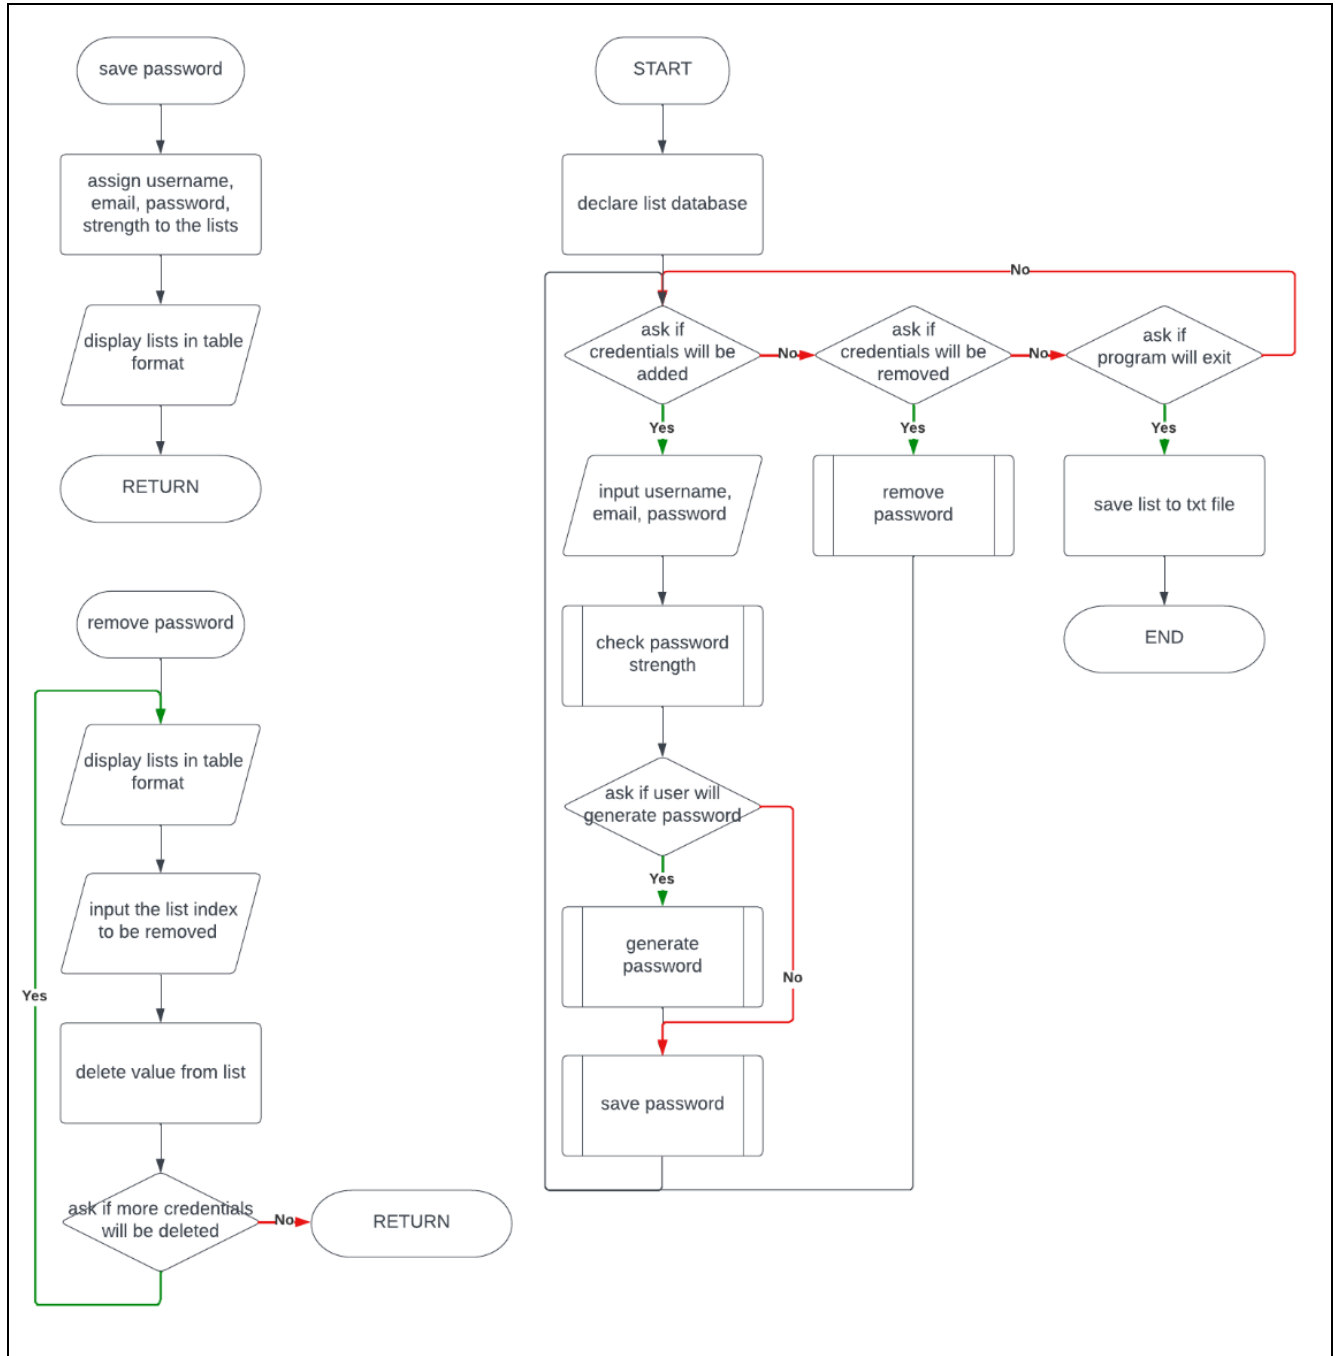 save password
assign username,
email, password,
strength to the lists
display lists in table
format
RETURN
remove password
display lists in table
format
input the list index
to be removed
Yes
delete value from list
ask if more credentials
will be deleted
No
RETURN
START
declare list database
No
ask if
credentials will be
added
No
ask if
credentials will be
removed
No
ask if
program will exit
Yes
Yes
Yes
input username,
email, password
remove
password
save list to txt file
check password
strength
END
ask if user will
generate password
Yes
generate
password
No
save password